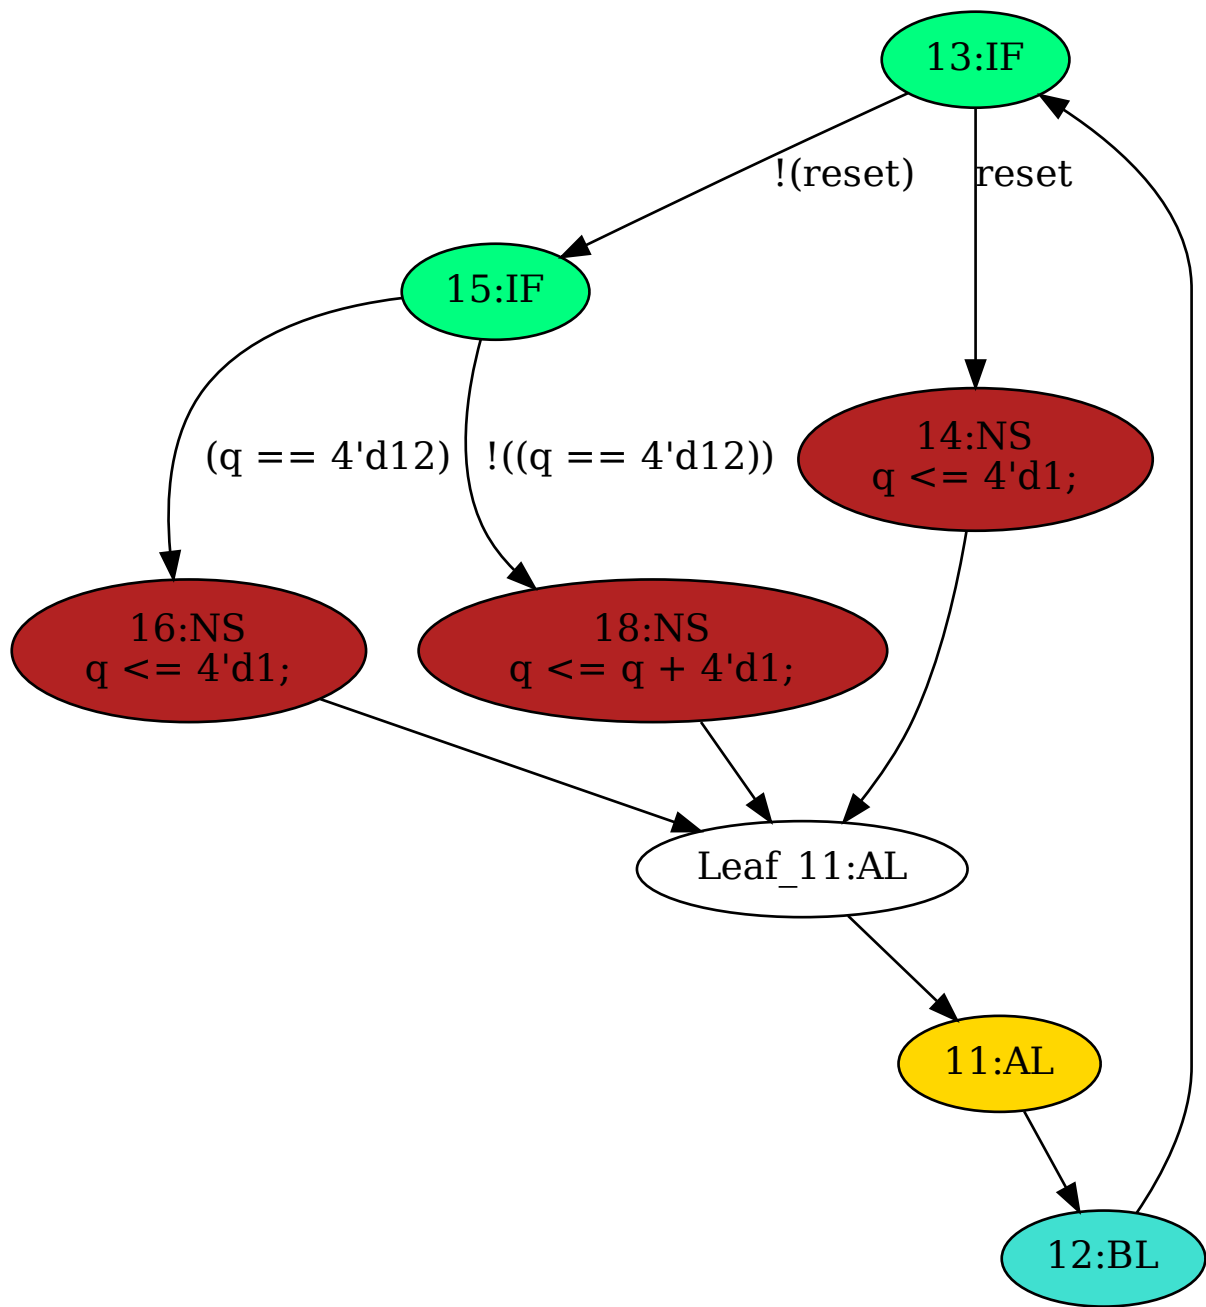 13:IF
!(reset)
reset
15:IF
14:NS
q <= 4'd1;
(q == 4'd12)
!((q == 4'd12))
16:NS
q <= 4'd1;
18:NS
q <= q + 4'd1;
Leaf_11:AL
11:AL
12:BL